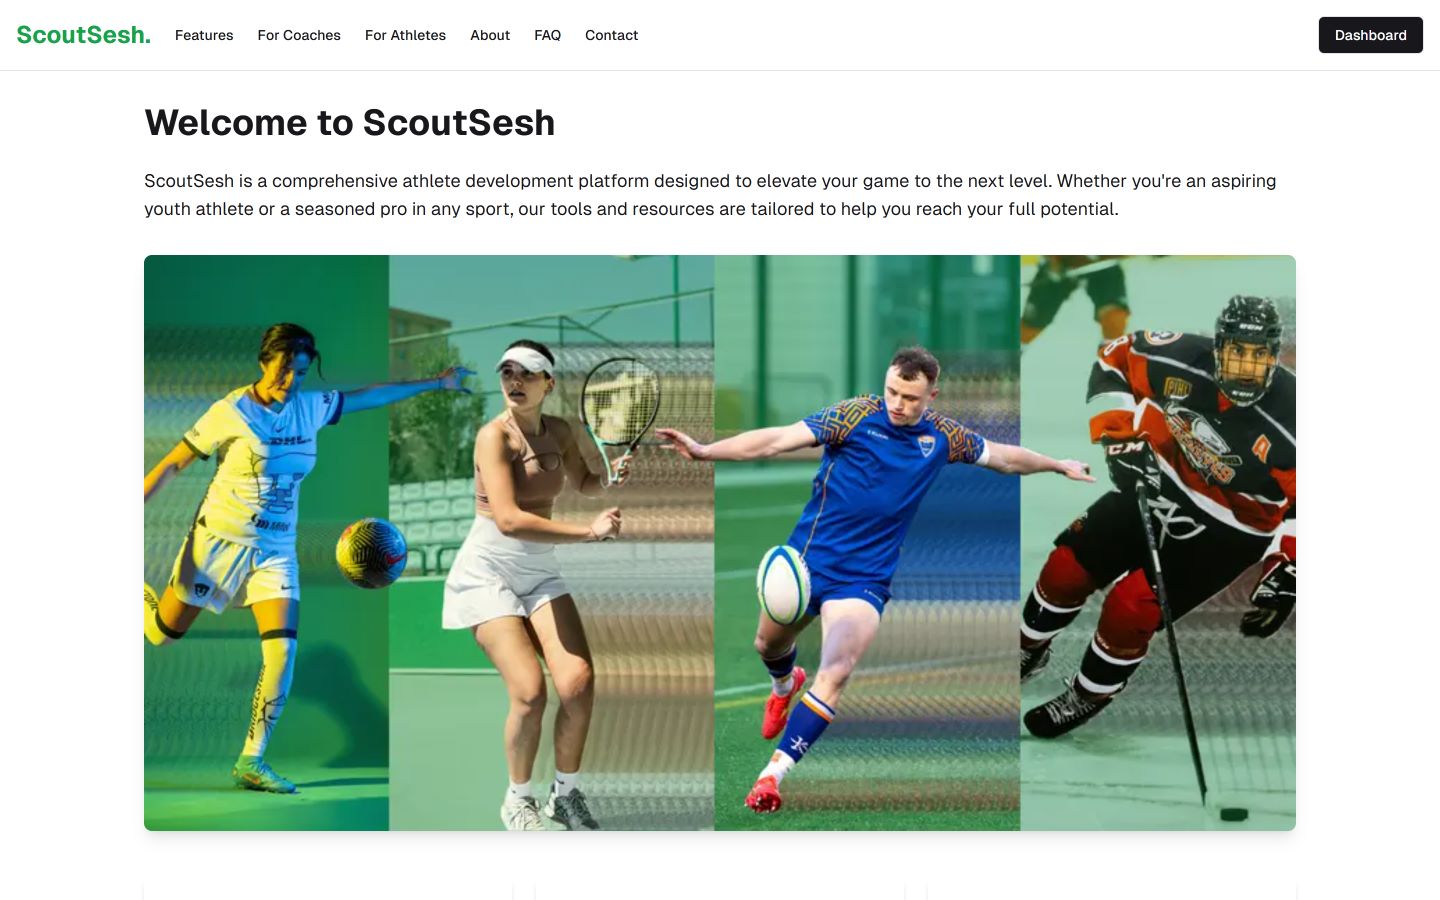 ScoutSesh.
Features
For Coaches
For Athletes
About
FAQ
Contact
Dashboard
Welcome to ScoutSesh
ScoutSesh is a comprehensive athlete development platform designed to elevate your game to the next level. Whether you're an aspiring
youth athlete or a seasoned pro in any sport, our tools and resources are tailored to help you reach your full potential.
DHL
CCM